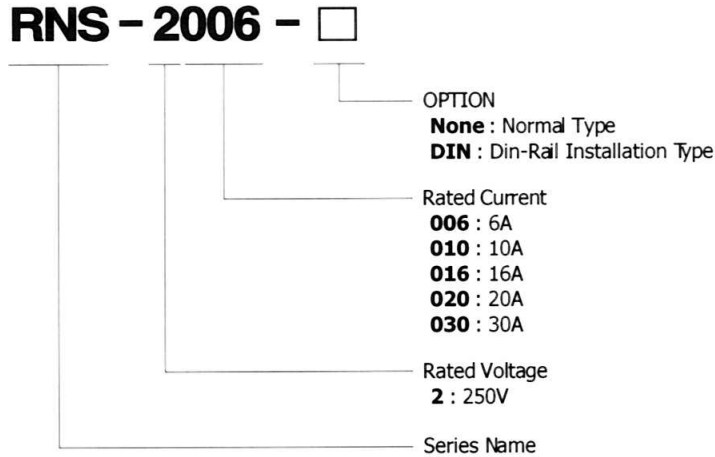 RNS - 2006 - □
OPTION
None : Normal Type
DIN : Din-Rail Installation Type
Rated Current
006 : 6A
010 : 10A
016 : 16A
020 : 20A
030 : 30A
Rated Voltage
2 : 250V
Series Name